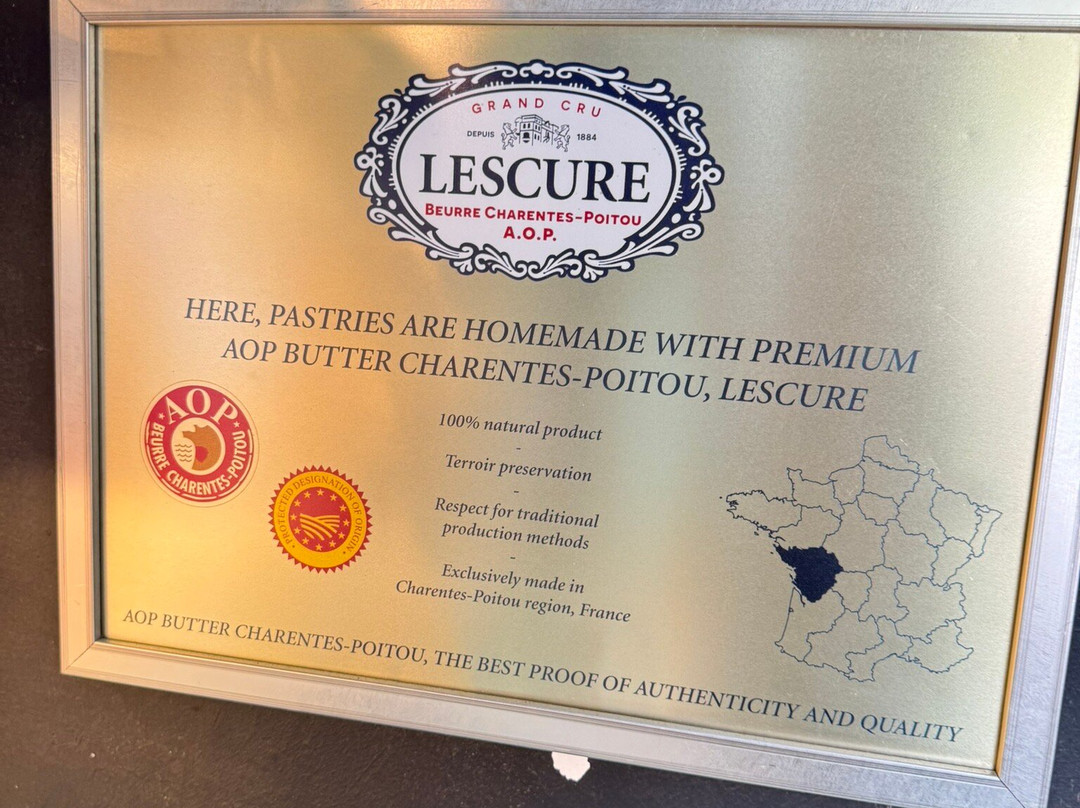 GRAND CRU
DEPUIS 1884
LESCURE
BEURRE CHARENTES-POITOU
A.O.P.
HERE, PASTRIES ARE HOMEMADE WITH PREMIUM
AOP BUTTER CHARENTES-POITOU, LESCURE
AOP
BEURRE CHARENTES-POITOU
PROTECTED DESIGNATION OF ORIGIN
100% natural product
-
Terroir preservation
-
Respect for traditional
production methods
-
Exclusively made in
Charentes-Poitou region, France
AOP BUTTER CHARENTES-POITOU, THE BEST PROOF OF AUTHENTICITY AND QUALITY